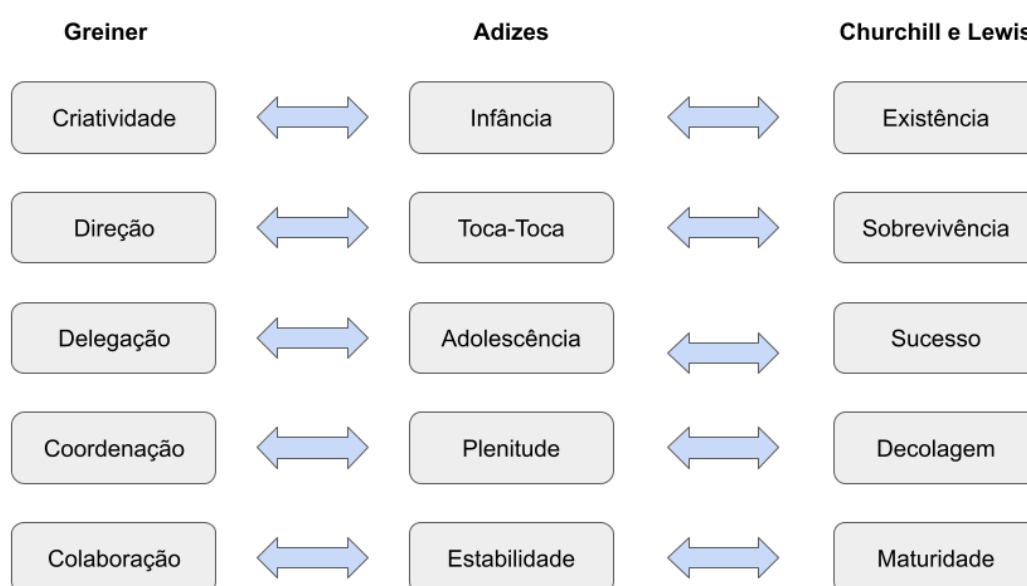 Greiner Adizes Churchill e Lewis
Criatividade Infância Existência
Direção Toca-Toca Sobrevivência
Delegação Adolescência Sucesso
Coordenação Plenitude Decolagem
Colaboração Estabilidade Maturidade